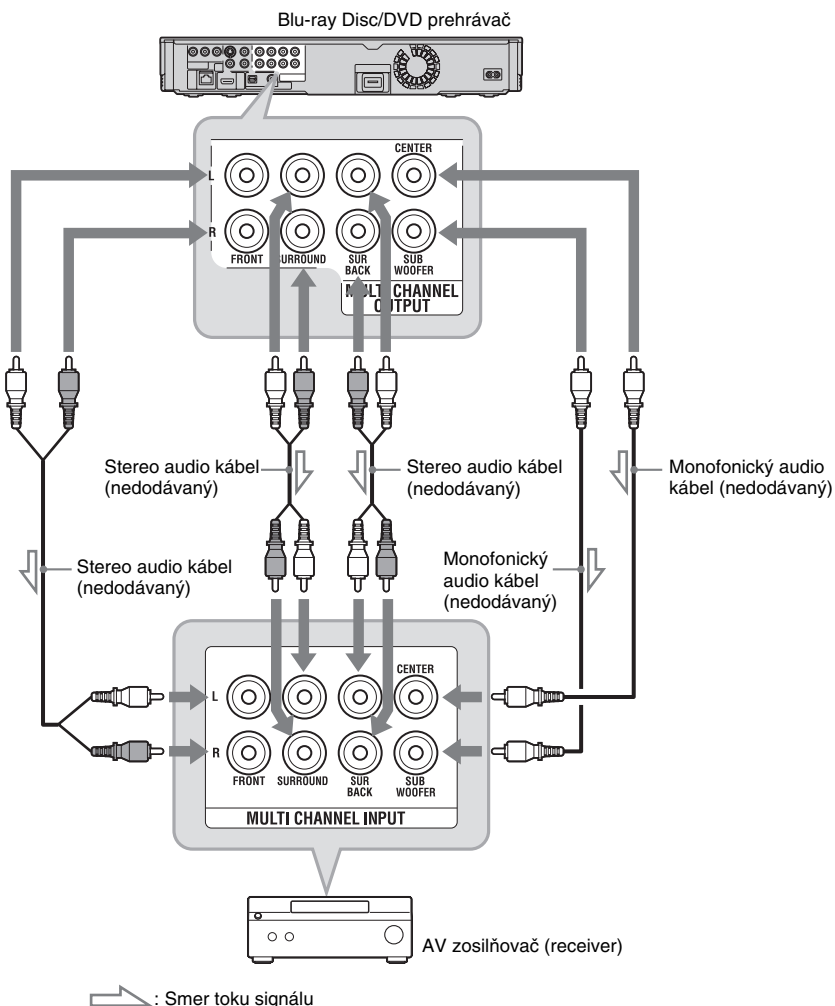 Blu-ray Disc/DVD prehrávač
CENTER
L
R
FRONT
SURROUND
SUR
BACK
SUB
WOOFER
MULTI CHANNEL
OUTPUT
Stereo audio kábel
(nedodávaný)
Stereo audio kábel
(nedodávaný)
Monofonický audio
kábel (nedodávaný)
Stereo audio kábel
(nedodávaný)
Monofonický
audio kábel
(nedodávaný)
CENTER
L
R
FRONT
SURROUND
SUR
BACK
SUB
WOOFER
MULTI CHANNEL INPUT
AV zosilňovač (receiver)
: Smer toku signálu